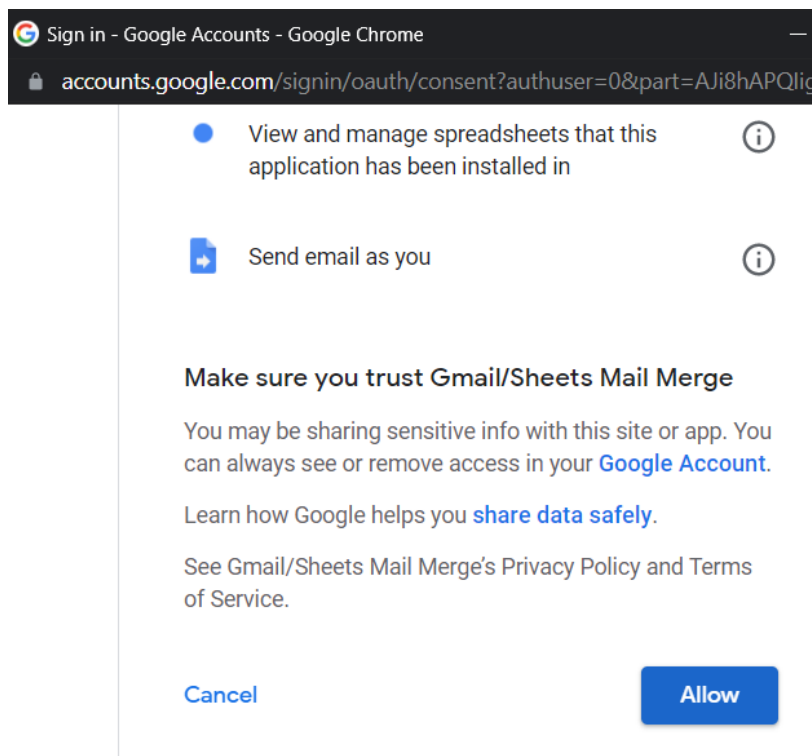 Sign in - Google Accounts - Google Chrome
accounts.google.com/signin/oauth/consent?authuser=0&part=AJi8hAPQIig
View and manage spreadsheets that this
application has been installed in
Send email as you
Make sure you trust Gmail/Sheets Mail Merge
You may be sharing sensitive info with this site or app. You
can always see or remove access in your Google Account.
Learn how Google helps you share data safely.
See Gmail/Sheets Mail Merge’s Privacy Policy and Terms
of Service.
Cancel
Allow